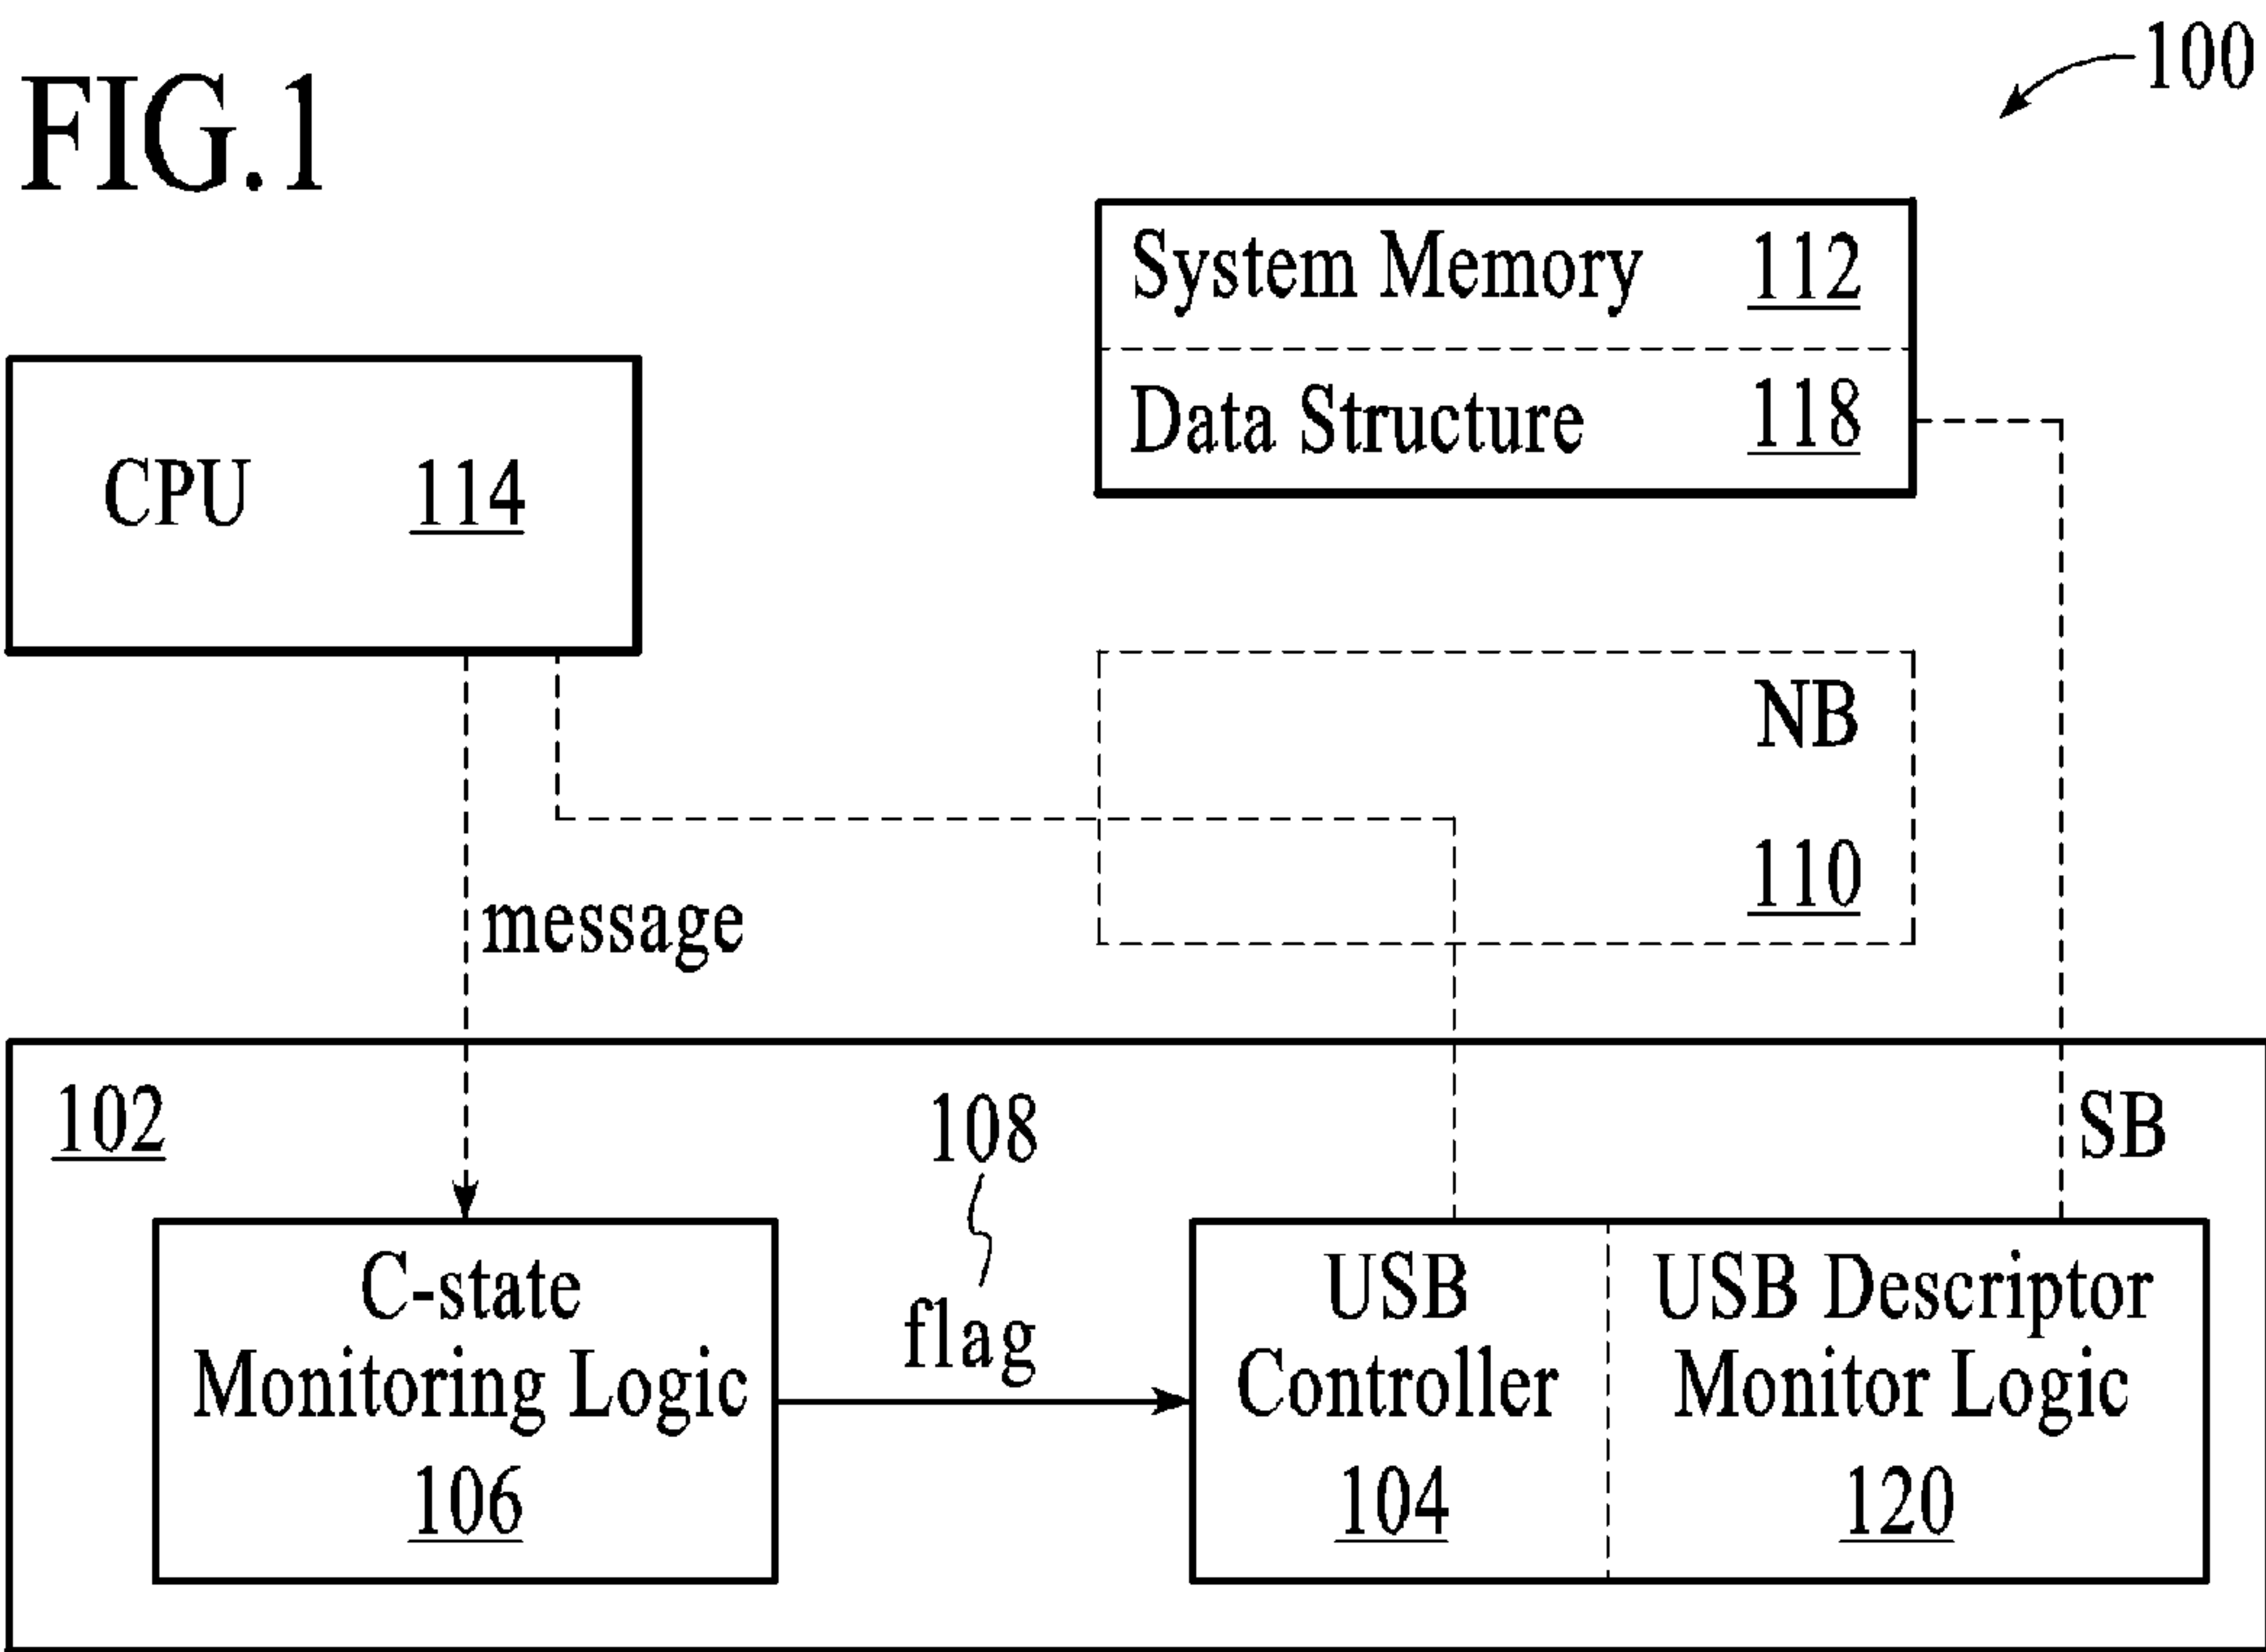 FIG.1
100
System Memory 112
Data Structure 118
CPU 114
NB
110
message
102
SB
108
flag
C-state
Monitoring Logic
106
USB
Controller
104
USB Descriptor
Monitor Logic
120